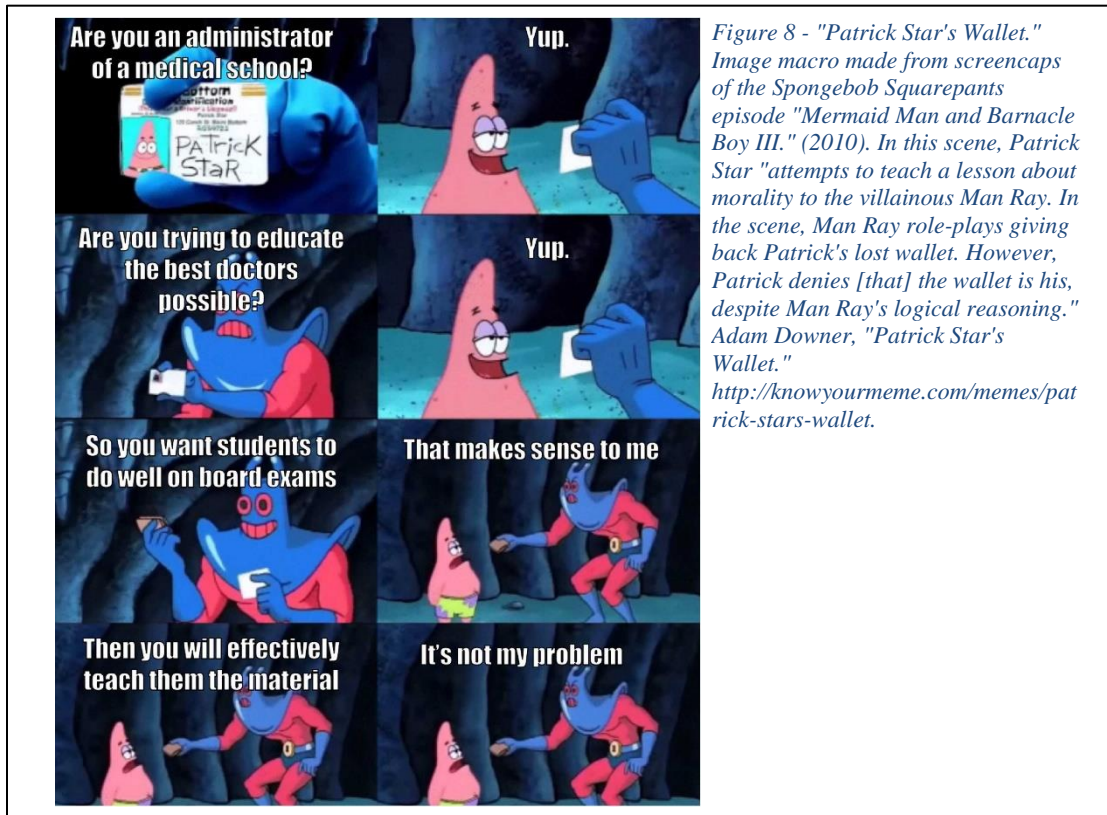 Are you an administrator
of a medical school?
PATrick
STaR
Yup.
Are you trying to educate
the best doctors
possible?
Yup.
So you want students to
do well on board exams
That makes sense to me
Then you will effectively
teach them the material
It's not my problem
Figure 8 - "Patrick Star's Wallet."
Image macro made from screencaps
of the Spongebob Squarepants
episode "Mermaid Man and Barnacle
Boy III." (2010). In this scene, Patrick
Star "attempts to teach a lesson about
morality to the villainous Man Ray. In
the scene, Man Ray role-plays giving
back Patrick's lost wallet. However,
Patrick denies [that] the wallet is his,
despite Man Ray's logical reasoning."
Adam Downer, "Patrick Star's
Wallet."
http://knowyourmeme.com/memes/pat
rick-stars-wallet.